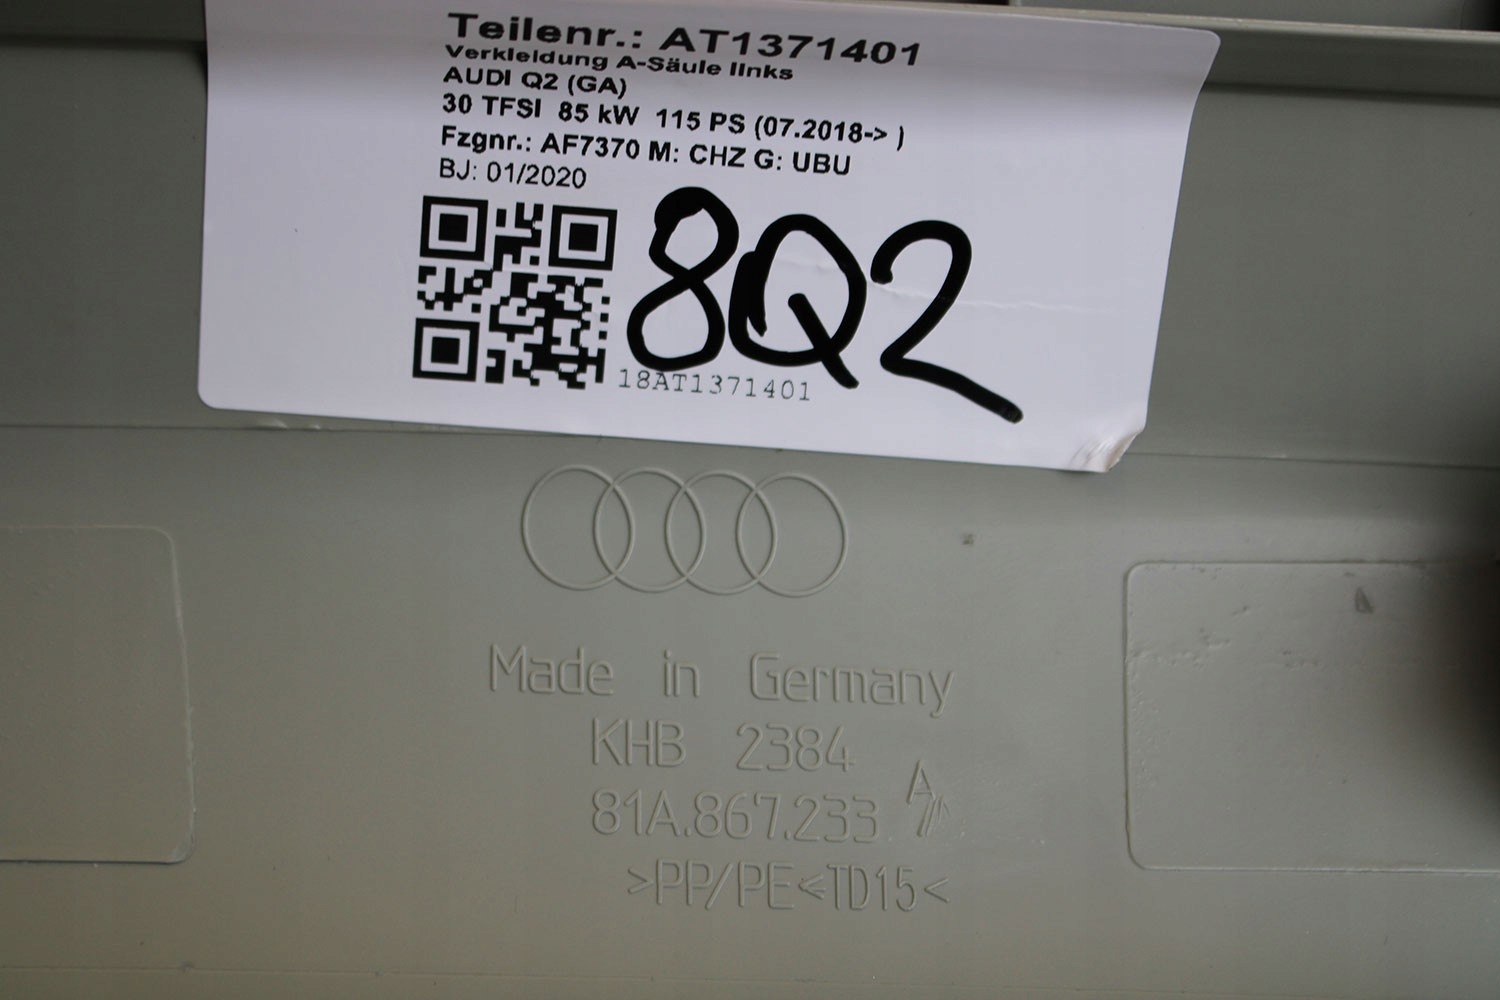 Teilenr.: AT1371401
Verkleidung A-Säule links
AUDI Q2 (GA)
30 TFSI 85 kW 115 PS (07.2018-> )
Fzgnr.: AF7370 M: CHZ G: UBU
BJ: 01/2020
8Q2
18AT1371401
Made in Germany
KHB 2384
81A.867.233 A
>PP/PE<TD15<